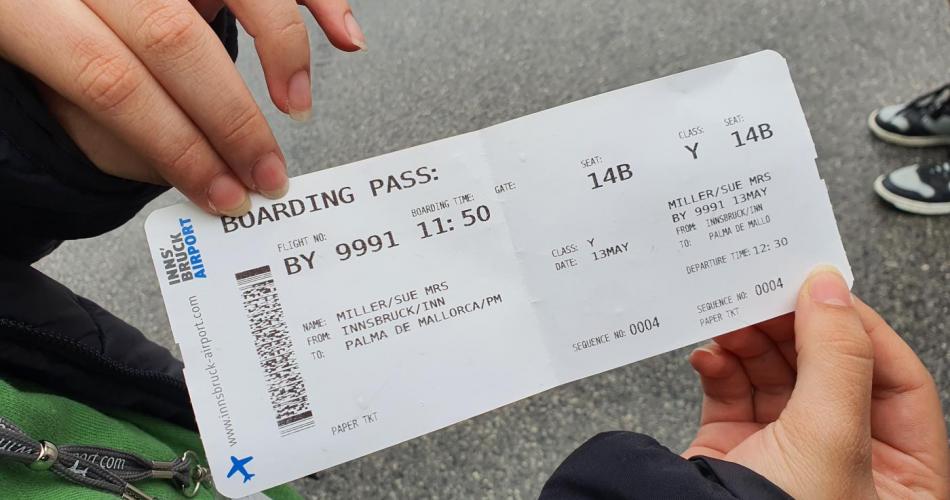 INNS'
BRUCK
AIRPORT
www.innsbruck-airport.com
BOARDING PASS:
FLIGHT NO:
BOARDING TIME:
GATE:
BY 9991 11:50
NAME: MILLER/SUE MRS
FROM: INNSBRUCK/INN
TO: PALMA DE MALLORCA/PM
PAPER TKT
SEAT:
14B
CLASS: Y
DATE: 13MAY
SEQUENCE NO: 0004
CLASS: SEAT:
Y 14B
MILLER/SUE MRS
BY 9991 13MAY
FROM: INNSBRUCK/INN
TO: PALMA DE MALLO
DEPARTURE TIME: 12:30
SEQUENCE NO: 0004
PAPER TKT
port.com